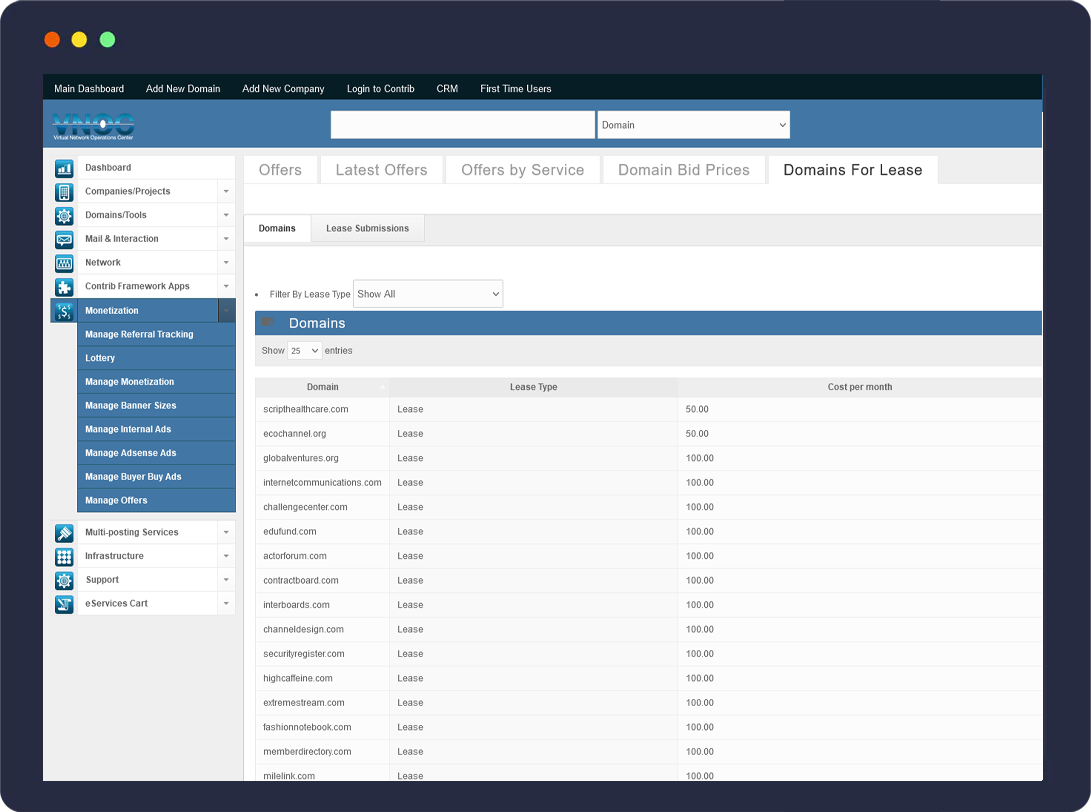 Main Dashboard Add New Domain Add New Company Login to Contrib CRM First Time Users
VNOC
Virtual Network Operations Center
Domain
Dashboard
Companies/Projects
Domains/Tools
Mail & Interaction
Network
Contrib Framework Apps
Monetization
Manage Referral Tracking
Lottery
Manage Monetization
Manage Banner Sizes
Manage Internal Ads
Manage Adsense Ads
Manage Buyer Buy Ads
Manage Offers
Multi-posting Services
Infrastructure
Support
eServices Cart
Offers Latest Offers Offers by Service Domain Bid Prices Domains For Lease
Domains Lease Submissions
• Filter By Lease Type Show All
Domains
Show 25 entries
Domain Lease Type Cost per month
scripthealthcare.com Lease 50.00
ecochannel.org Lease 50.00
globalventures.org Lease 100.00
internetcommunications.com Lease 100.00
challengecenter.com Lease 100.00
edufund.com Lease 100.00
actorforum.com Lease 100.00
contractboard.com Lease 100.00
interboards.com Lease 100.00
channeldesign.com Lease 100.00
securityregister.com Lease 100.00
highcaffeine.com Lease 100.00
extremestream.com Lease 100.00
fashionnotebook.com Lease 100.00
memberdirectory.com Lease 100.00
milelink.com Lease 100.00